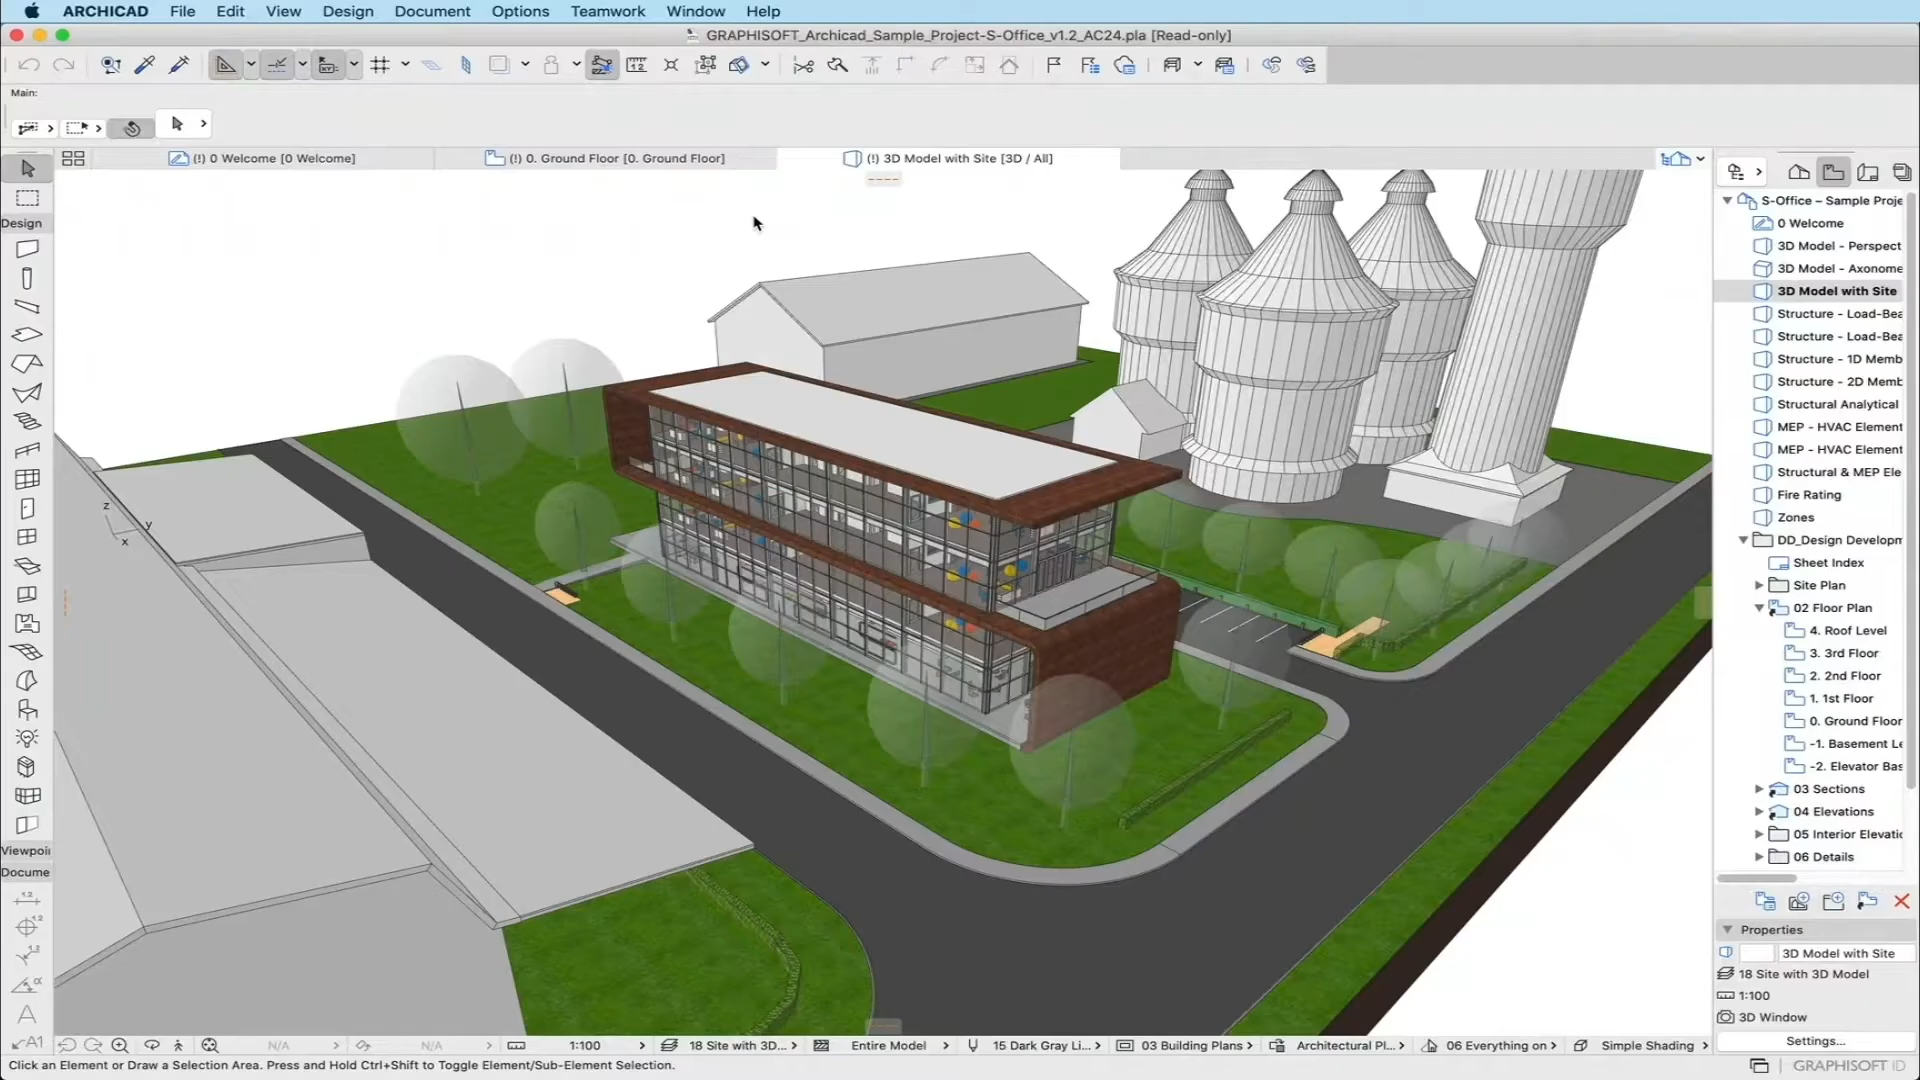 ARCHICAD File Edit View Design Document Options Teamwork Window Help
GRAPHISOFT_Archicad_Sample_Project-S-Office_v1.2_AC24.pla [Read-only]
Main:
(!) 0 Welcome [0 Welcome]
(!) 0. Ground Floor [0. Ground Floor]
(!) 3D Model with Site [3D / All]
Design
Viewpoi
Docume
z
y
x
S-Office – Sample Proje
0 Welcome
3D Model - Perspect
3D Model - Axonome
3D Model with Site
Structure - Load-Bea
Structure - Load-Bea
Structure - 1D Memb
Structure - 2D Memb
Structural Analytical
MEP - HVAC Element
MEP - HVAC Element
Structural & MEP Ele
Fire Rating
Zones
DD_Design Developm
Sheet Index
Site Plan
02 Floor Plan
4. Roof Level
3. 3rd Floor
2. 2nd Floor
1. 1st Floor
0. Ground Floor
-1. Basement Le
-2. Elevator Bas
03 Sections
04 Elevations
05 Interior Elevatio
06 Details
Properties
3D Model with Site
18 Site with 3D Model
1:100
3D Window
Settings...
N/A N/A 1:100 18 Site with 3D... Entire Model 15 Dark Gray Li... 03 Building Plans Architectural Pl... 06 Everything on Simple Shading
Click an Element or Draw a Selection Area. Press and Hold Ctrl+Shift to Toggle Element/Sub-Element Selection.
GRAPHISOFT ID